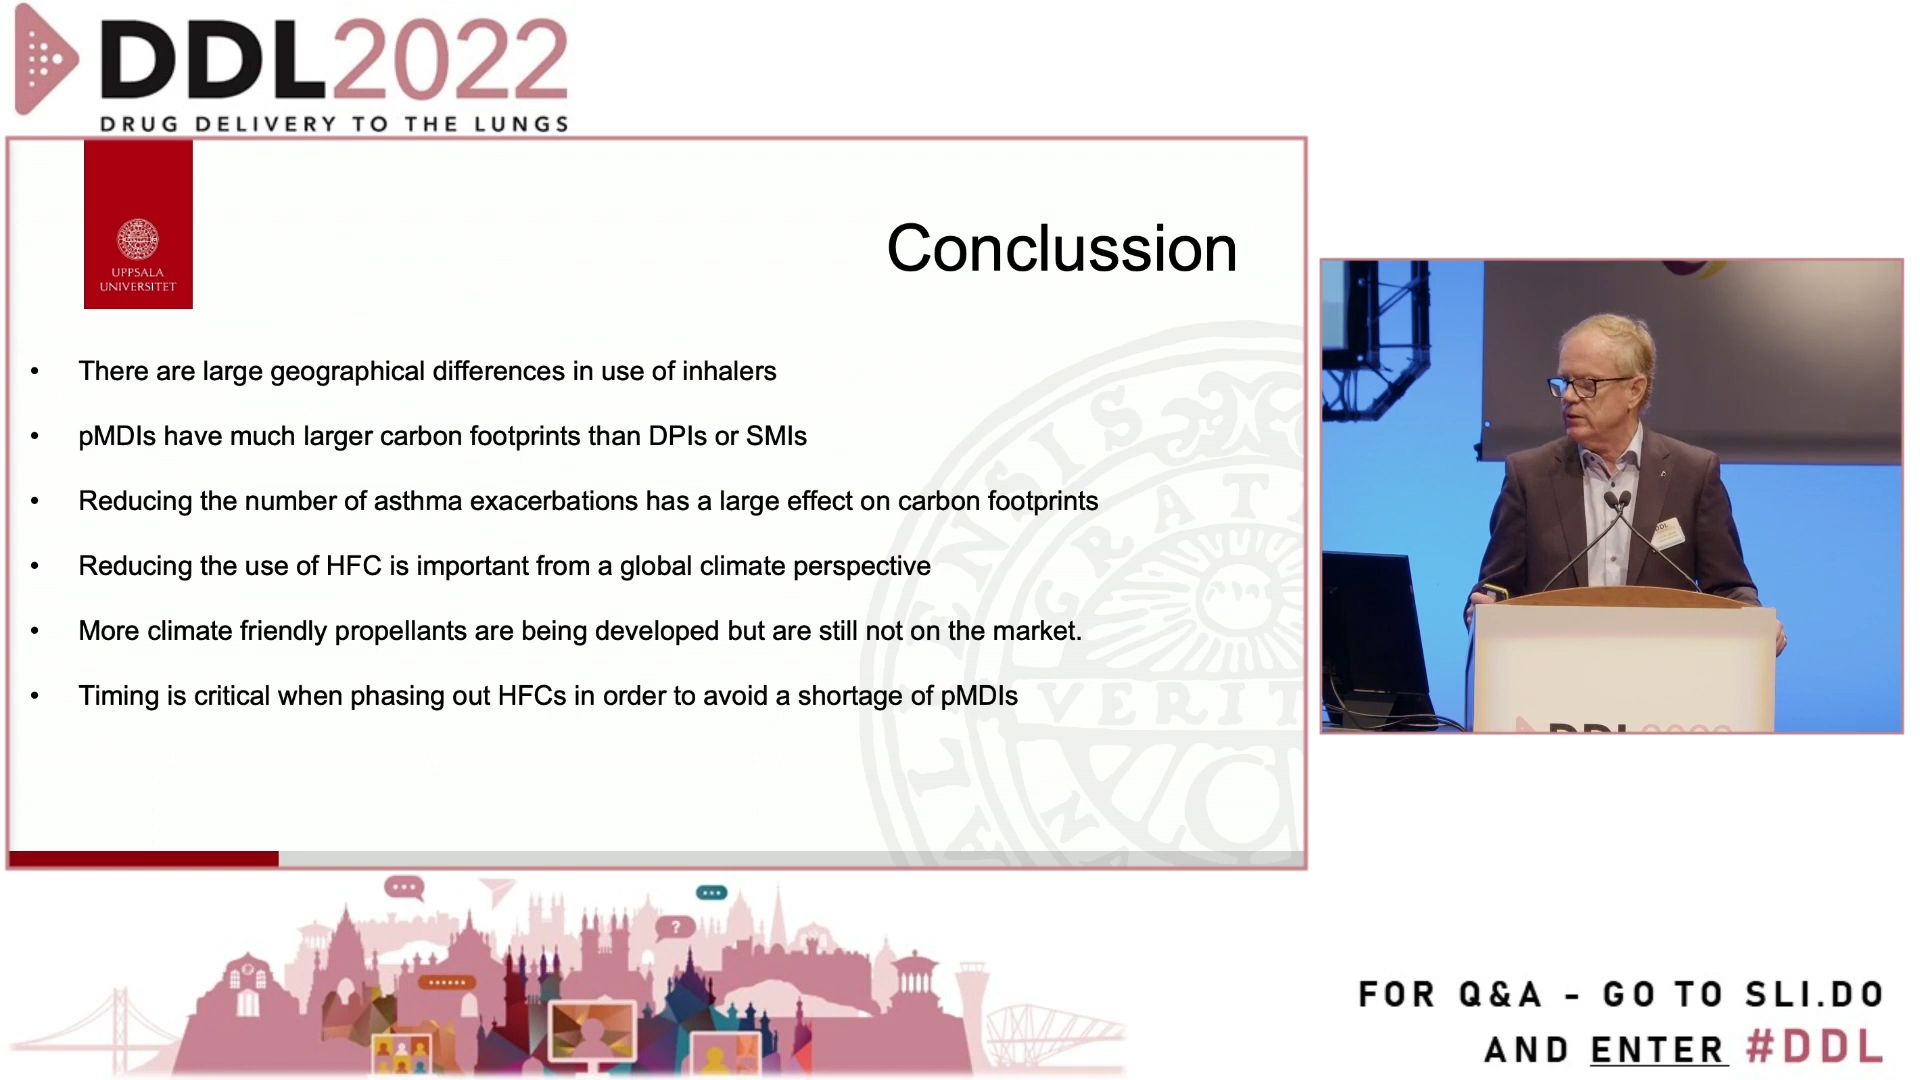 DDL2022
DRUG DELIVERY TO THE LUNGS
UPPSALA
UNIVERSITET
Conclussion
• There are large geographical differences in use of inhalers
• pMDIs have much larger carbon footprints than DPIs or SMIs
• Reducing the number of asthma exacerbations has a large effect on carbon footprints
• Reducing the use of HFC is important from a global climate perspective
• More climate friendly propellants are being developed but are still not on the market.
• Timing is critical when phasing out HFCs in order to avoid a shortage of pMDIs
GRAT
VERIT
DDL
DDL2022
?
FOR Q&A - GO TO SLI.DO
AND ENTER #DDL